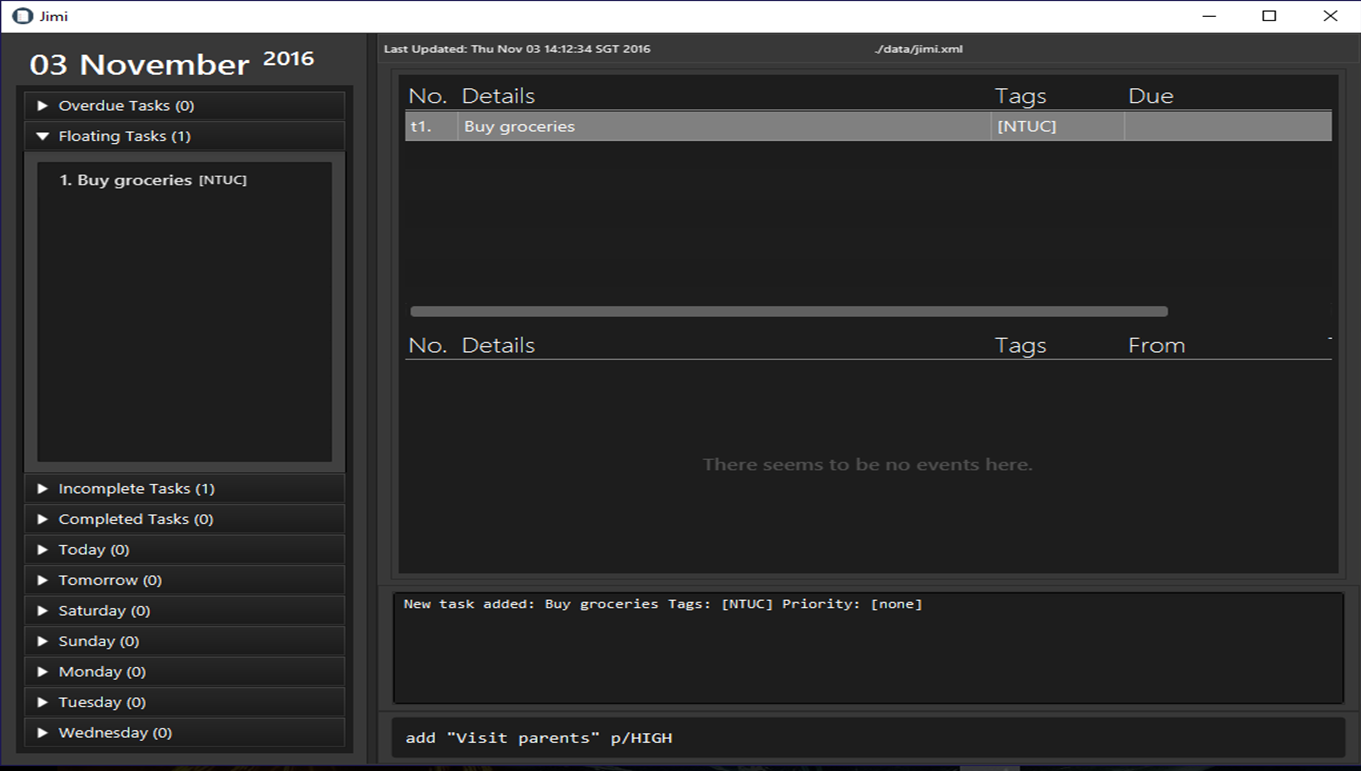 Jimi
03 November 2016
Overdue Tasks (0)
Floating Tasks (1)
1. Buy groceries [NTUC]
Incomplete Tasks (1)
Completed Tasks (0)
Today (0)
Tomorrow (0)
Saturday (0)
Sunday (0)
Monday (0)
Tuesday (0)
Wednesday (0)
Last Updated: Thu Nov 03 14:12:34 SGT 2016 ./data/jimi.xml
No. Details Tags Due
t1. Buy groceries [NTUC]
No. Details Tags From
There seems to be no events here.
New task added: Buy groceries Tags: [NTUC] Priority: [none]
add "Visit parents" p/HIGH